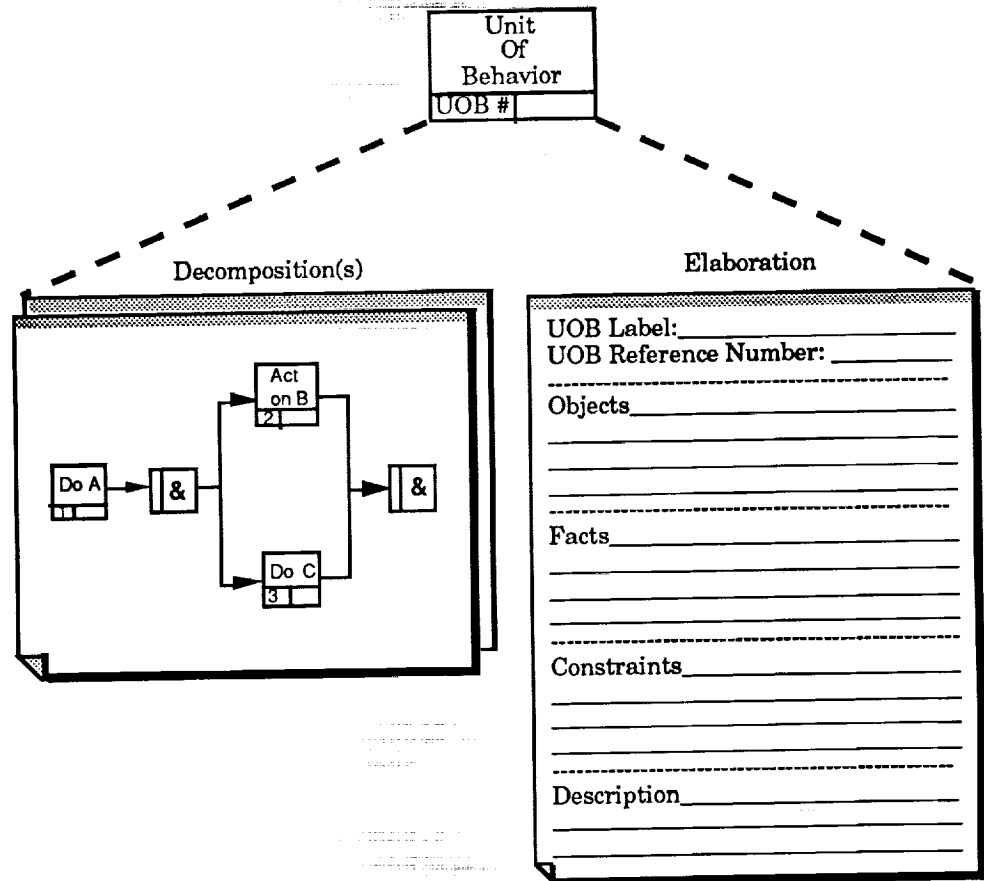 Unit
Of
Behavior
UOB #
Decomposition(s)
Act
on B
2
Do A
1
&
&
Do C
3
Elaboration
UOB Label:
UOB Reference Number:
Objects
Facts
Constraints
Description